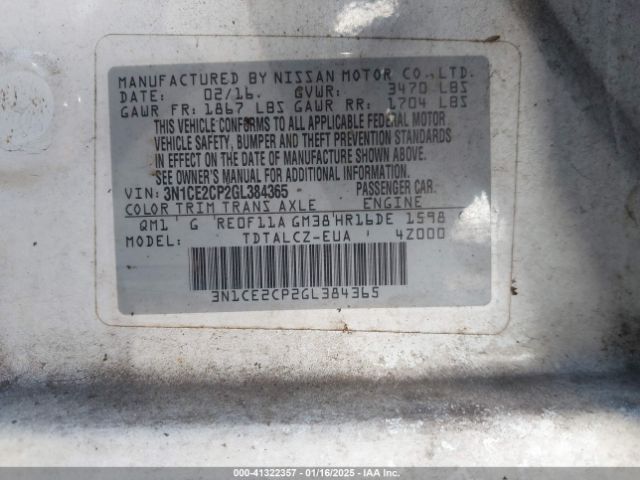 MANUFACTURED BY NISSAN MOTOR CO., LTD.
DATE: 02/16. GVWR: 3470 LBS
GAWR FR: 1867 LBS GAWR RR: 1704 LBS
THIS VEHICLE CONFORMS TO ALL APPLICABLE FEDERAL MOTOR
VEHICLE SAFETY, BUMPER AND THEFT PREVENTION STANDARDS
IN EFFECT ON THE DATE OF MANUFACTURE SHOWN ABOVE.
SEE OWNER'S MANUAL FOR ADDITIONAL INFORMATION.
VIN: 3N1CE2CP2GL384365 PASSENGER CAR.
COLOR TRIM TRANS AXLE ENGINE
QM1 G RE0F11A GM38 HR16DE 1598
MODEL: TDTALCZ-EUA 42000
3N1CE2CP2GL384365
000-41322357 - 01/16/2025 - IAA Inc.